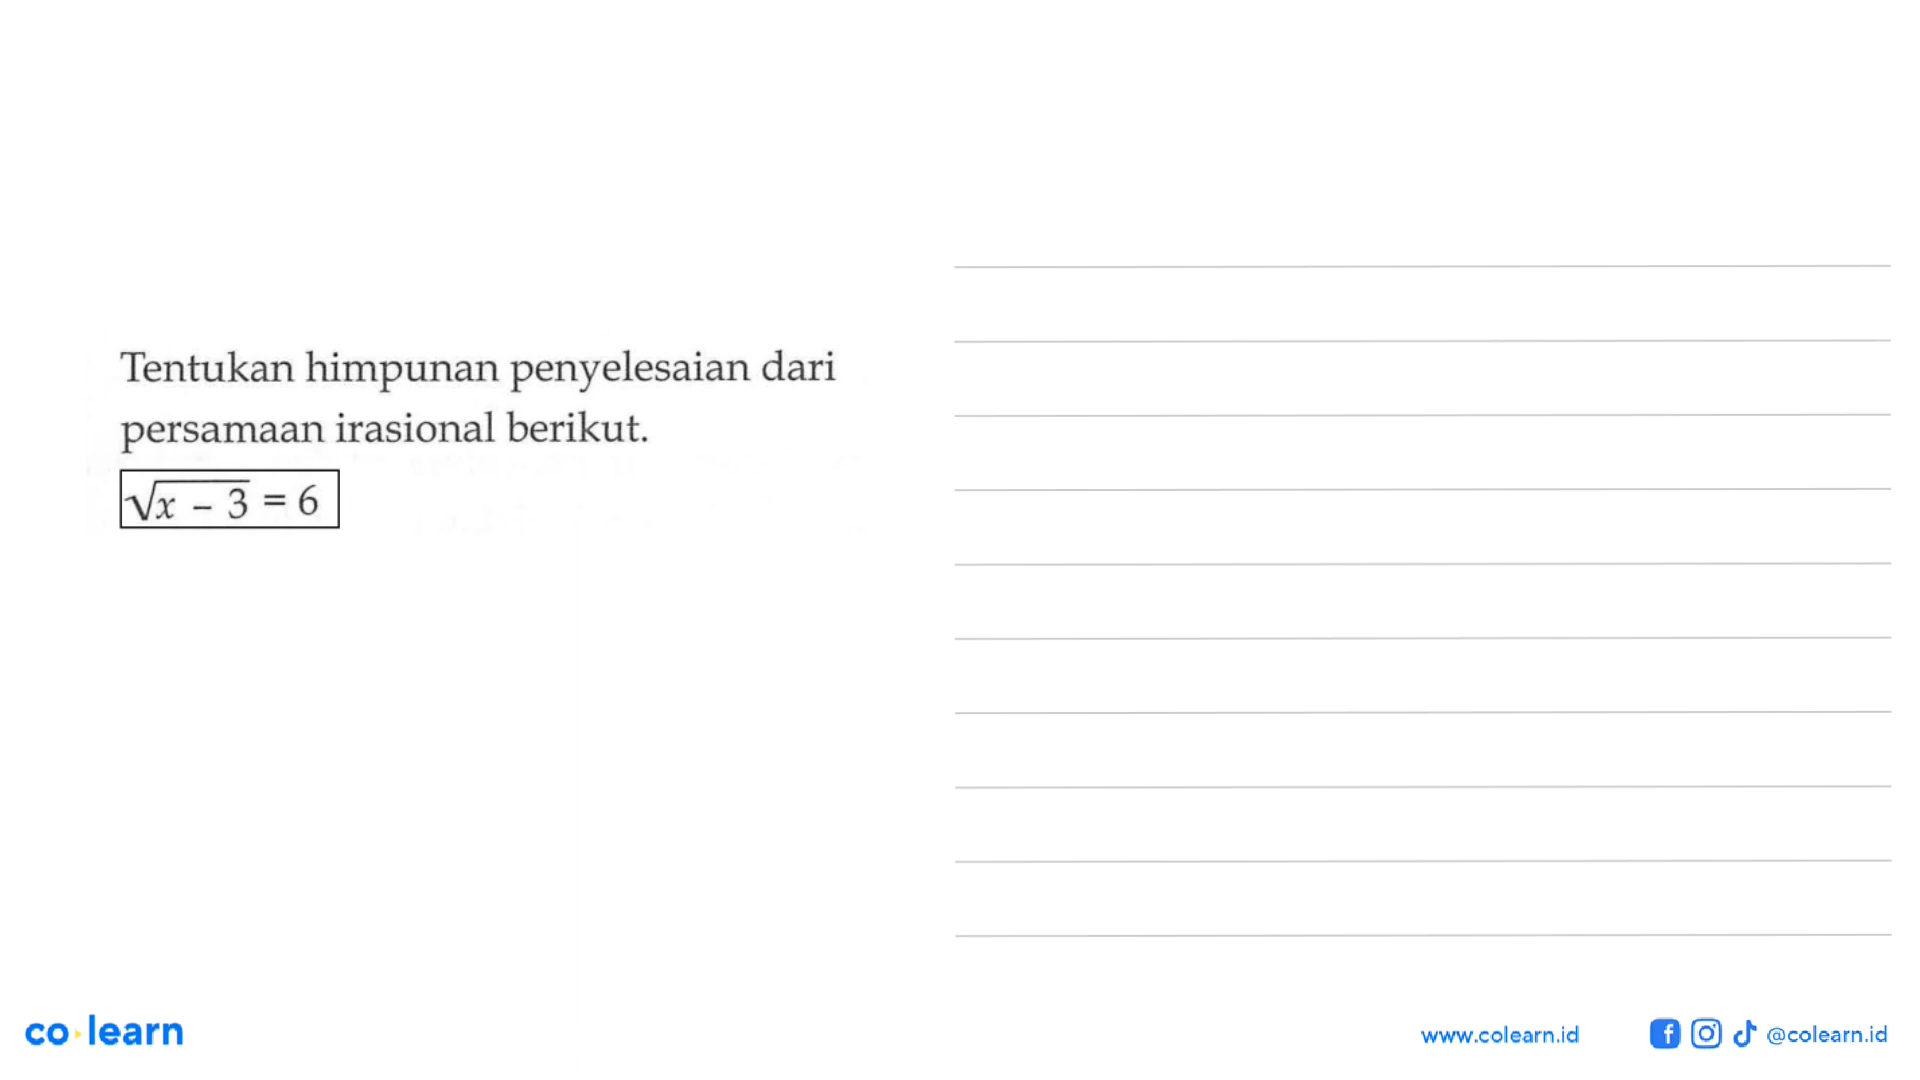 Tentukan himpunan penyelesaian dari
persamaan irasional berikut.
√x - 3 = 6
co learn
www.colearn.id
@colearn.id